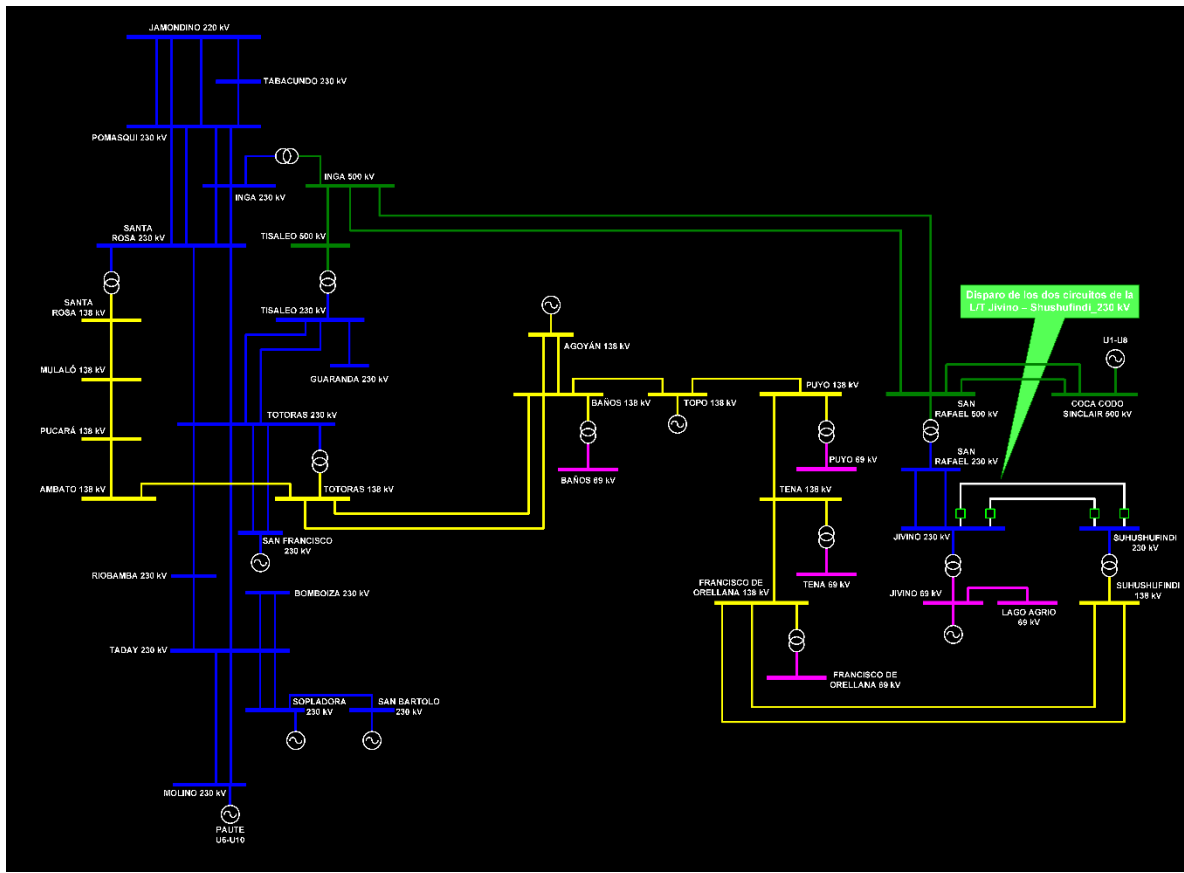 JAMONDINO 220 kV
TABACUNDO 230 kV
POMASQUI 230 kV
INGA 500 kV
INGA 230 kV
SANTA
ROSA 230 kV
TISALEO 500 kV
SANTA
ROSA 138 kV
TISALEO 230 kV
Disparo de los dos circuitos de la
L/T Jivino – Shushufindi_230 kV
U1-U8
AGOYÁN 138 kV
MULALÓ 138 kV
GUARANDA 230 kV
BAÑOS 138 kV
TOPO 138 kV
PUYO 138 kV
SAN
RAFAEL 500 kV
COCA CODO
SINCLAIR 500 kV
TOTORAS 230 kV
PUCARÁ 138 kV
BAÑOS 69 kV
PUYO 69 kV
SAN
RAFAEL 230 kV
AMBATO 138 kV
TOTORAS 138 kV
TENA 138 kV
SAN FRANCISCO
230 kV
JIVINO 230 kV
SUHUSHUFINDI
230 kV
RIOBAMBA 230 kV
BOMBOIZA 230 kV
TENA 69 kV
FRANCISCO DE
ORELLANA 138 kV
JIVINO 69 kV
LAGO AGRIO
69 kV
SUHUSHUFINDI
138 kV
TADAY 230 kV
FRANCISCO DE
ORELLANA 69 kV
SOPLADORA
230 kV
SAN BARTOLO
230 kV
MOLINO 230 kV
PAUTE
U6-U10